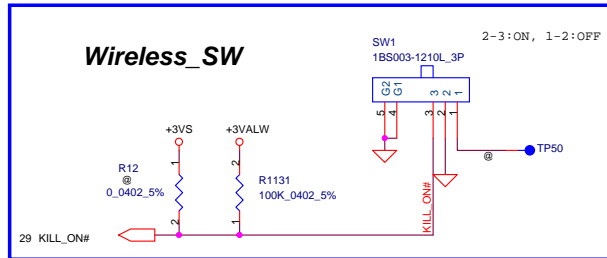 Wireless_SW
SW1
1BS003-1210L_3P
2-3:ON, 1-2:OFF
G2 G1 3 2 1
5 4 3 2 1
+3VS
+3VALW
@
TP50
1 2
R12
@
0_0402_5%
R1131
100K_0402_5%
2 1
KILL_ON#
29 KILL_ON#